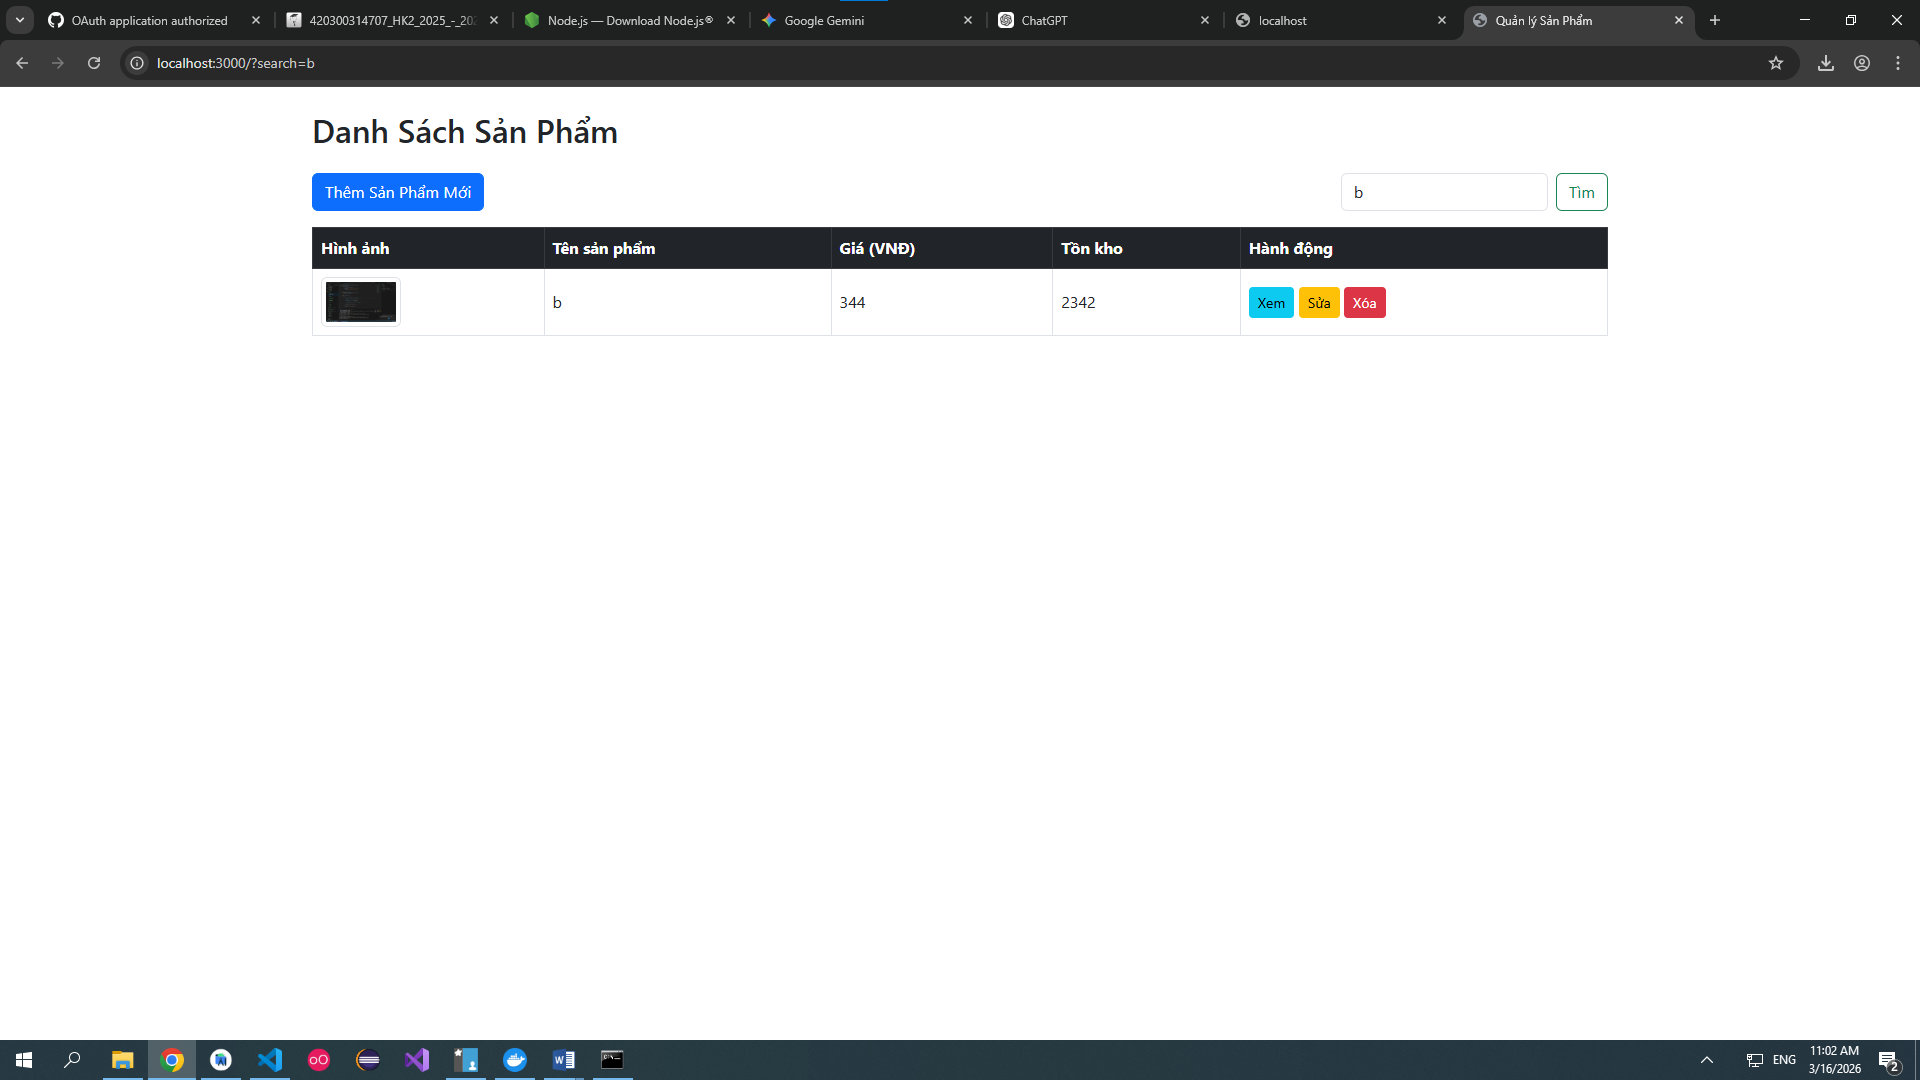 OAuth application authorized
420300314707_HK2_2025_-_202
Node.js — Download Node.js®
Google Gemini
ChatGPT
localhost
Quản lý Sản Phẩm
localhost:3000/?search=b
Danh Sách Sản Phẩm
Thêm Sản Phẩm Mới
b
Tìm
Hình ảnh Tên sản phẩm Giá (VNĐ) Tồn kho Hành động
b 344 2342 Xem Sửa Xóa
ENG
11:02 AM
3/16/2026
2